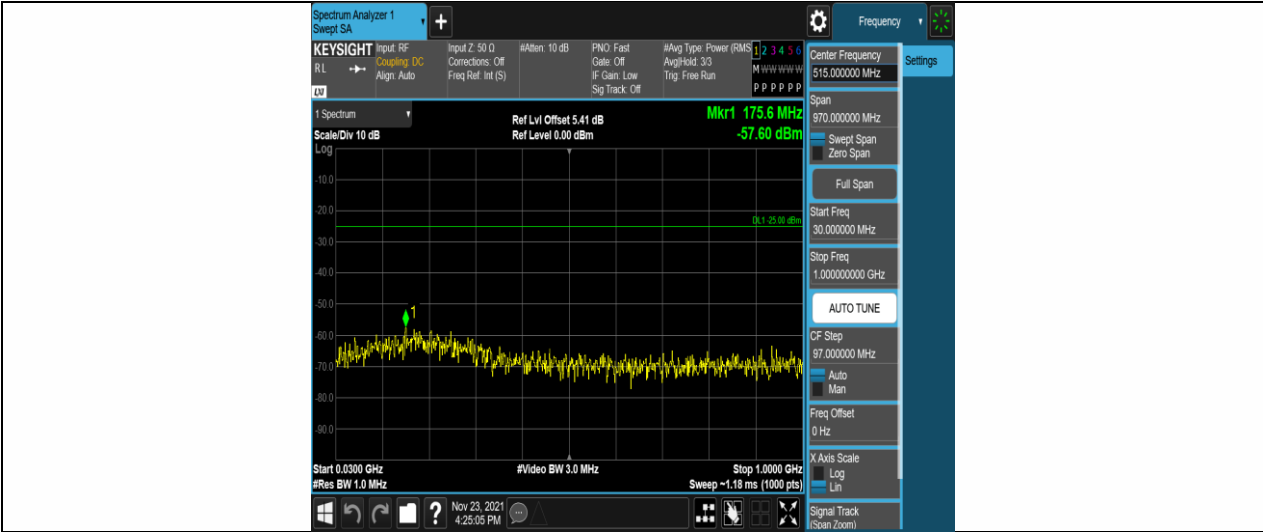 Spectrum Analyzer 1
Swept SA
Frequency
KEYSIGHT
RL
LXI
Input: RF
Coupling: DC
Align: Auto
Input Z: 50 Ω
Corrections: Off
Freq Ref: Int (S)
#Atten: 10 dB
PNO: Fast
Gate: Off
IF Gain: Low
Sig Track: Off
#Avg Type: Power (RMS
Avg|Hold: 3/3
Trig: Free Run
1 2 3 4 5 6
M W W W W W
P P P P P P
1 Spectrum
Scale/Div 10 dB
Log
Ref Lvl Offset 5.41 dB
Ref Level 0.00 dBm
Mkr1 175.6 MHz
-57.60 dBm
-10.0
-20.0
DL1 -25.00 dBm
-30.0
-40.0
-50.0
1
-60.0
-70.0
-80.0
-90.0
Start 0.0300 GHz
#Res BW 1.0 MHz
#Video BW 3.0 MHz
Stop 1.0000 GHz
Sweep ~1.18 ms (1000 pts)
Nov 23, 2021
4:25:05 PM
Center Frequency
515.000000 MHz
Settings
Span
970.000000 MHz
Swept Span
Zero Span
Full Span
Start Freq
30.000000 MHz
Stop Freq
1.000000000 GHz
AUTO TUNE
CF Step
97.000000 MHz
Auto
Man
Freq Offset
0 Hz
X Axis Scale
Log
Lin
Signal Track
(Span Zoom)